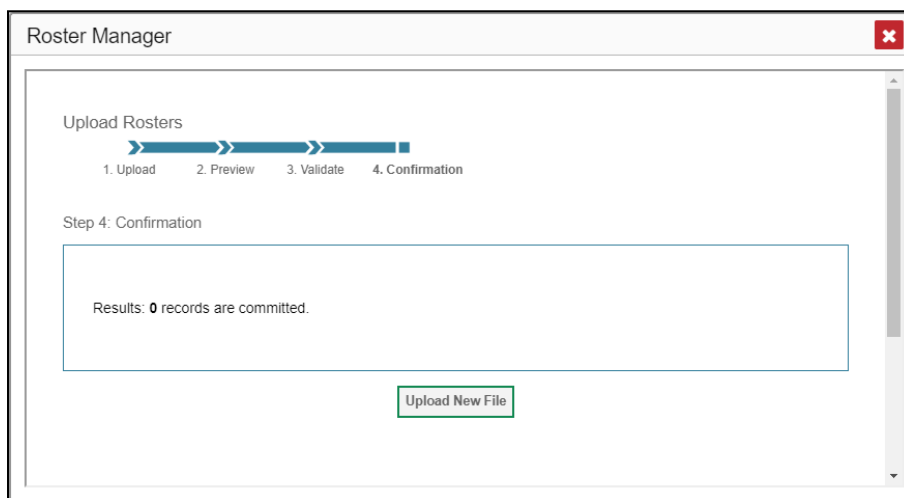 Roster Manager
Upload Rosters
1. Upload 2. Preview 3. Validate 4. Confirmation
Step 4: Confirmation
Results: 0 records are committed.
Upload New File